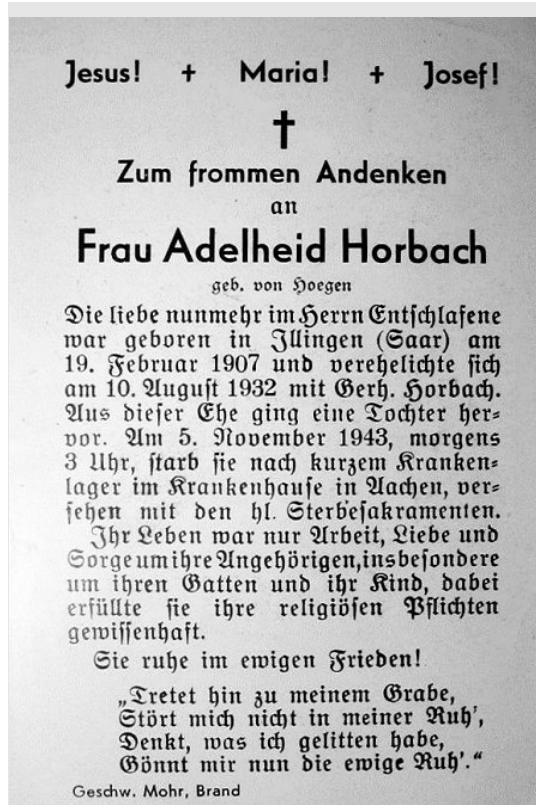 Jesus! + Maria! + Josef!
†
Zum frommen Andenken
an
Frau Adelheid Horbach
geb. von Hoegen
Die liebe nunmehr im Herrn Entschlafene
war geboren in Illingen (Saar) am
19. Februar 1907 und verehelichte sich
am 10. August 1932 mit Gerh. Horbach.
Aus dieser Ehe ging eine Tochter her-
vor. Am 5. November 1943, morgens
3 Uhr, starb sie nach kurzem Kranken-
lager im Krankenhause in Aachen, ver-
sehen mit den hl. Sterbesakramenten.
Ihr Leben war nur Arbeit, Liebe und
Sorge um ihre Angehörigen, insbesondere
um ihren Gatten und ihr Kind, dabei
erfüllte sie ihre religiösen Pflichten
gewissenhaft.
Sie ruhe im ewigen Frieden!
„Tretet hin zu meinem Grabe,
Stört mich nicht in meiner Ruh',
Denkt, was ich gelitten habe,
Gönnt mir nun die ewige Ruh'."
Geschw. Mohr, Brand